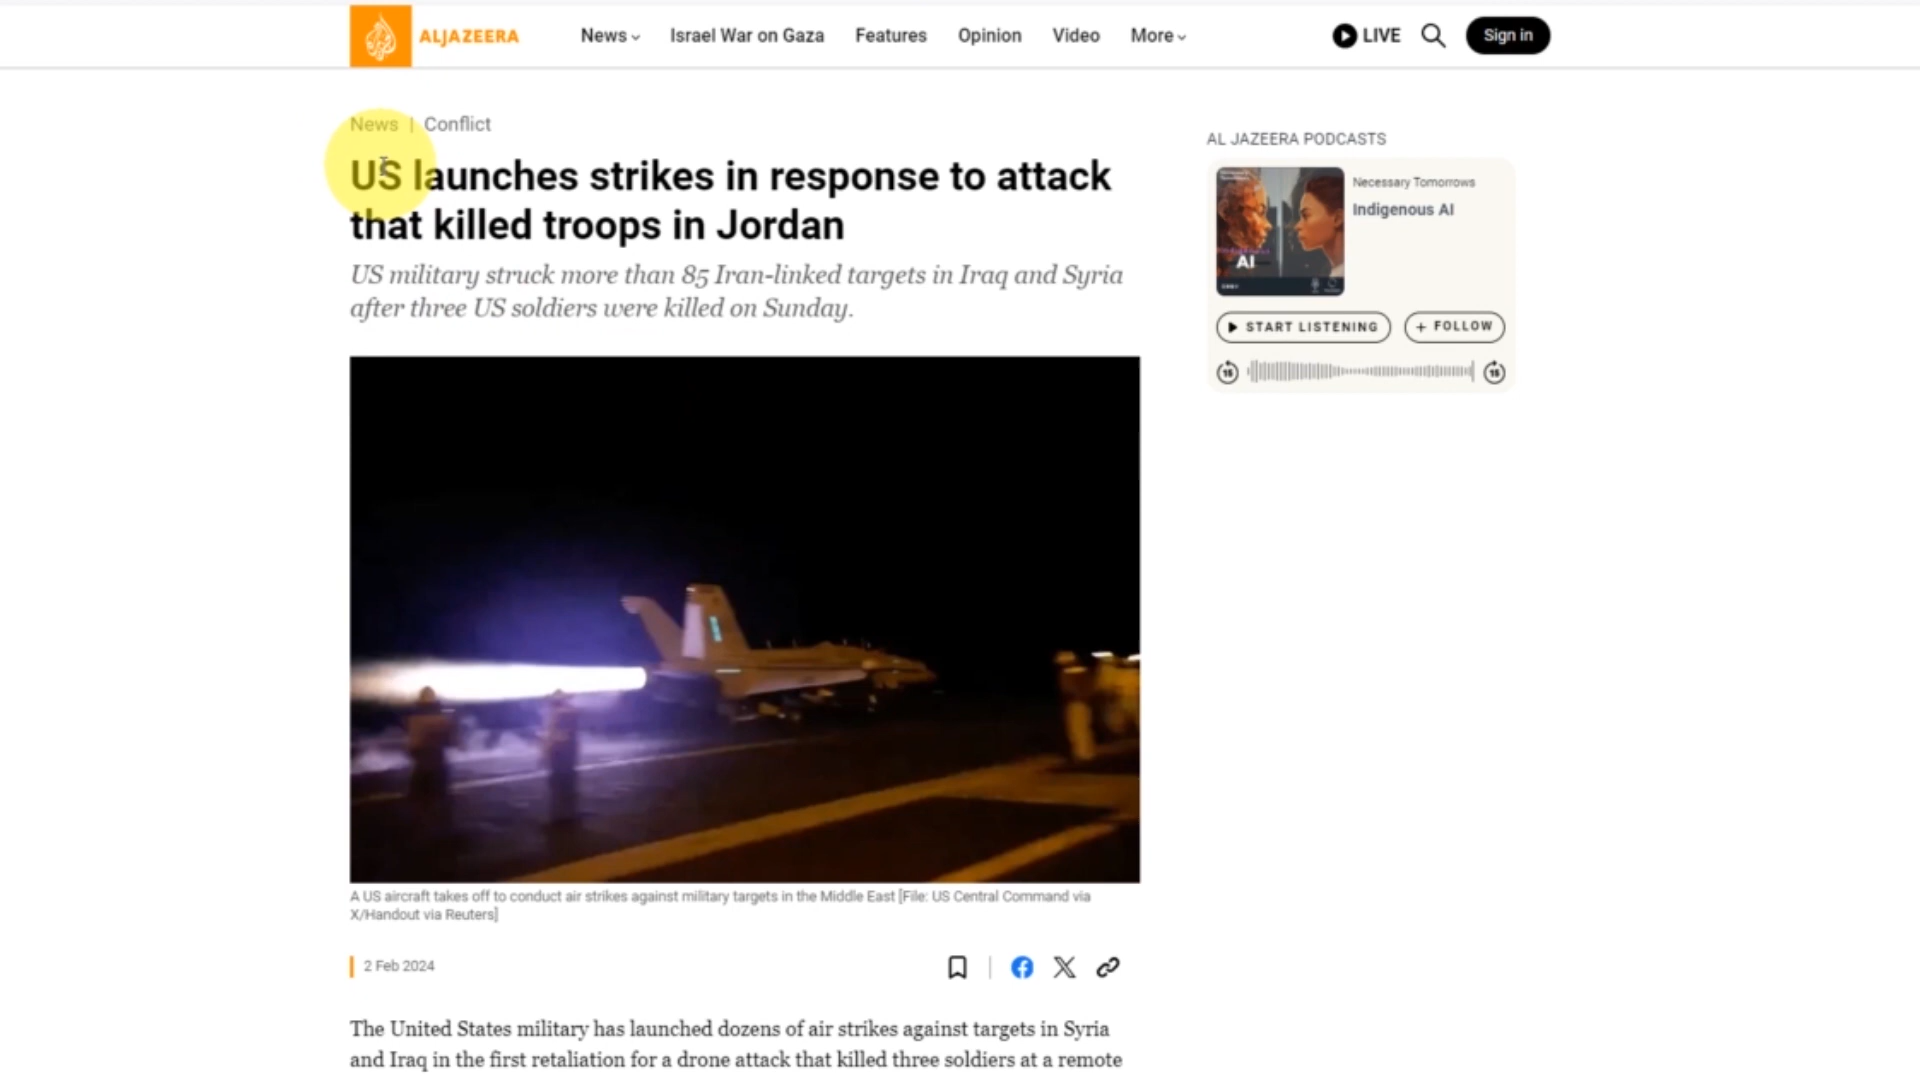 ALJAZEERA
News
Israel War on Gaza
Features
Opinion
Video
More
LIVE
Sign in
News | Conflict
US launches strikes in response to attack
that killed troops in Jordan
US military struck more than 85 Iran-linked targets in Iraq and Syria
after three US soldiers were killed on Sunday.
A US aircraft takes off to conduct air strikes against military targets in the Middle East [File: US Central Command via
X/Handout via Reuters]
2 Feb 2024
The United States military has launched dozens of air strikes against targets in Syria
and Iraq in the first retaliation for a drone attack that killed three soldiers at a remote
AL JAZEERA PODCASTS
AI
Necessary Tomorrows
Indigenous AI
START LISTENING
+ FOLLOW
15
15